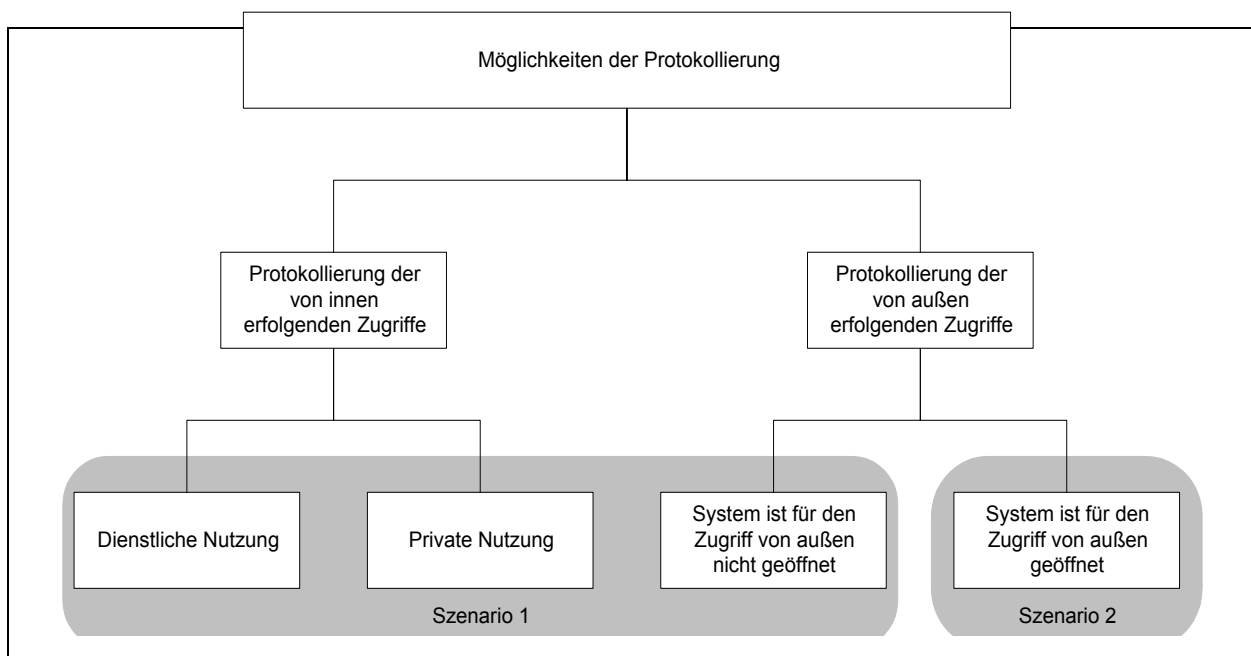 Möglichkeiten der Protokollierung
Protokollierung der
von innen
erfolgenden Zugriffe
Protokollierung der
von außen
erfolgenden Zugriffe
Dienstliche Nutzung
Private Nutzung
System ist für den
Zugriff von außen
nicht geöffnet
System ist für den
Zugriff von außen
geöffnet
Szenario 1
Szenario 2